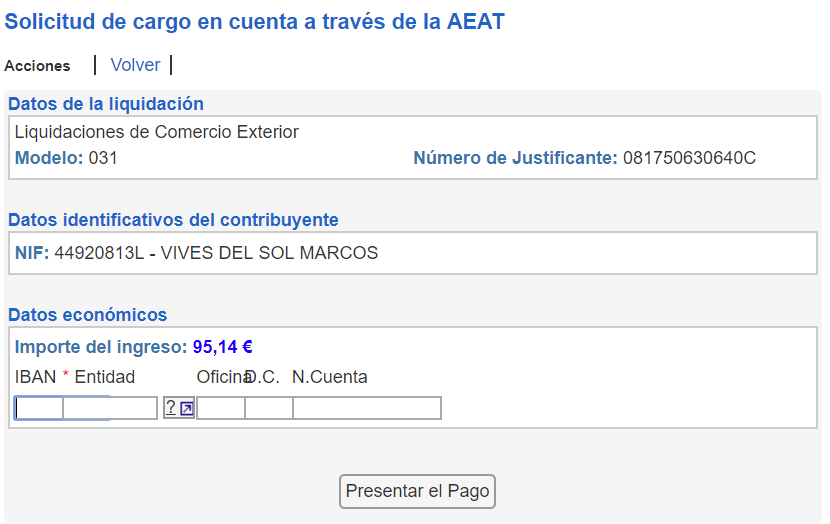 Solicitud de cargo en cuenta a través de la AEAT
Acciones | Volver |
Datos de la liquidación
Liquidaciones de Comercio Exterior
Modelo: 031 Número de Justificante: 081750630640C
Datos identificativos del contribuyente
NIF: 44920813L - VIVES DEL SOL MARCOS
Datos económicos
Importe del ingreso: 95,14 €
IBAN * Entidad Oficina D.C. N.Cuenta
?
Presentar el Pago